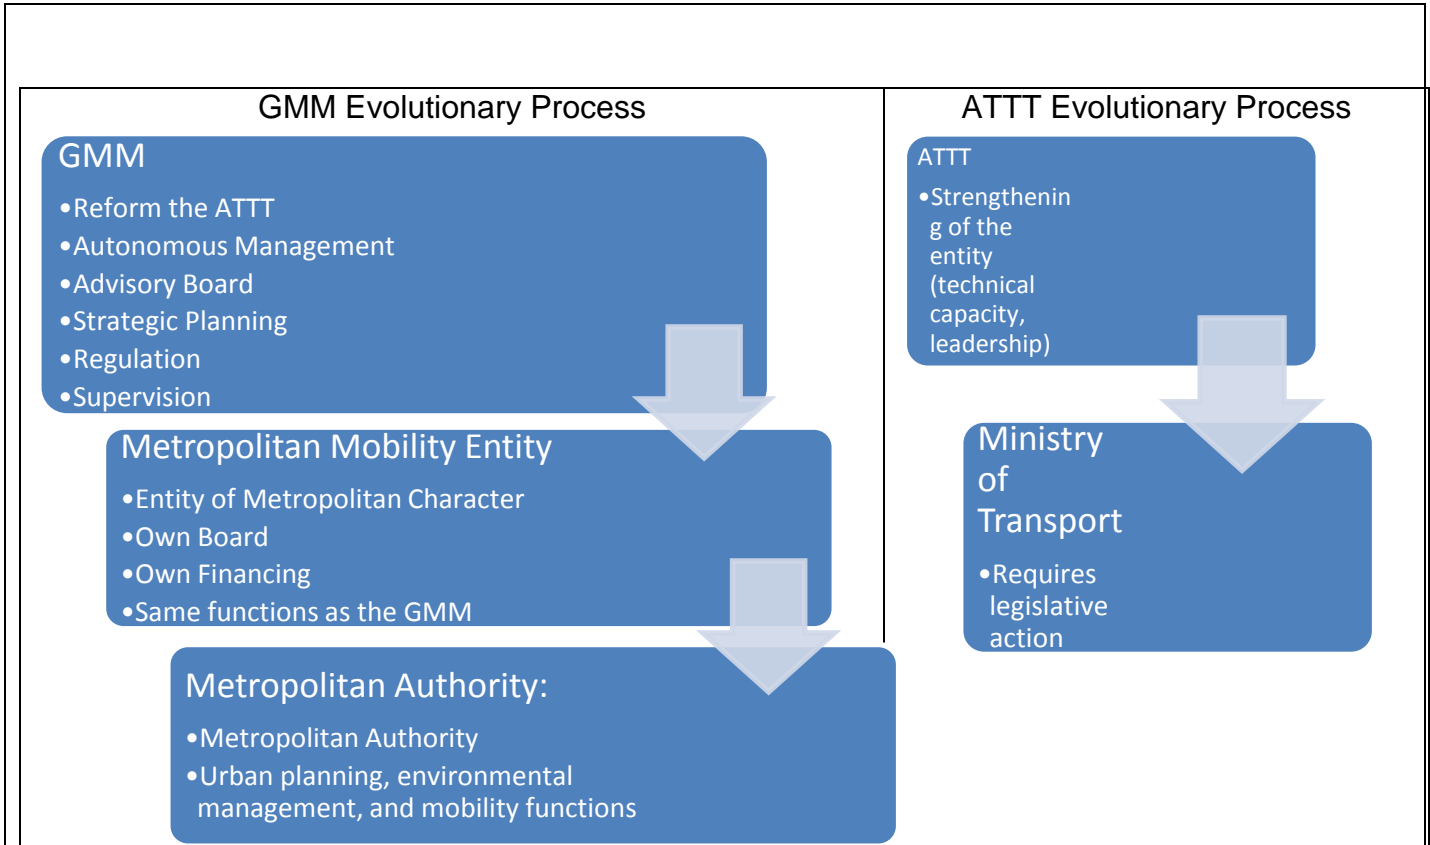 GMM Evolutionary Process
GMM
•Reform the ATTT
•Autonomous Management
•Advisory Board
•Strategic Planning
•Regulation
•Supervision
Metropolitan Mobility Entity
•Entity of Metropolitan Character
•Own Board
•Own Financing
•Same functions as the GMM
Metropolitan Authority:
•Metropolitan Authority
•Urban planning, environmental
management, and mobility functions
ATTT Evolutionary Process
ATTT
•Strengthenin
g of the
entity
(technical
capacity,
leadership)
Ministry
of
Transport
•Requires
legislative
action